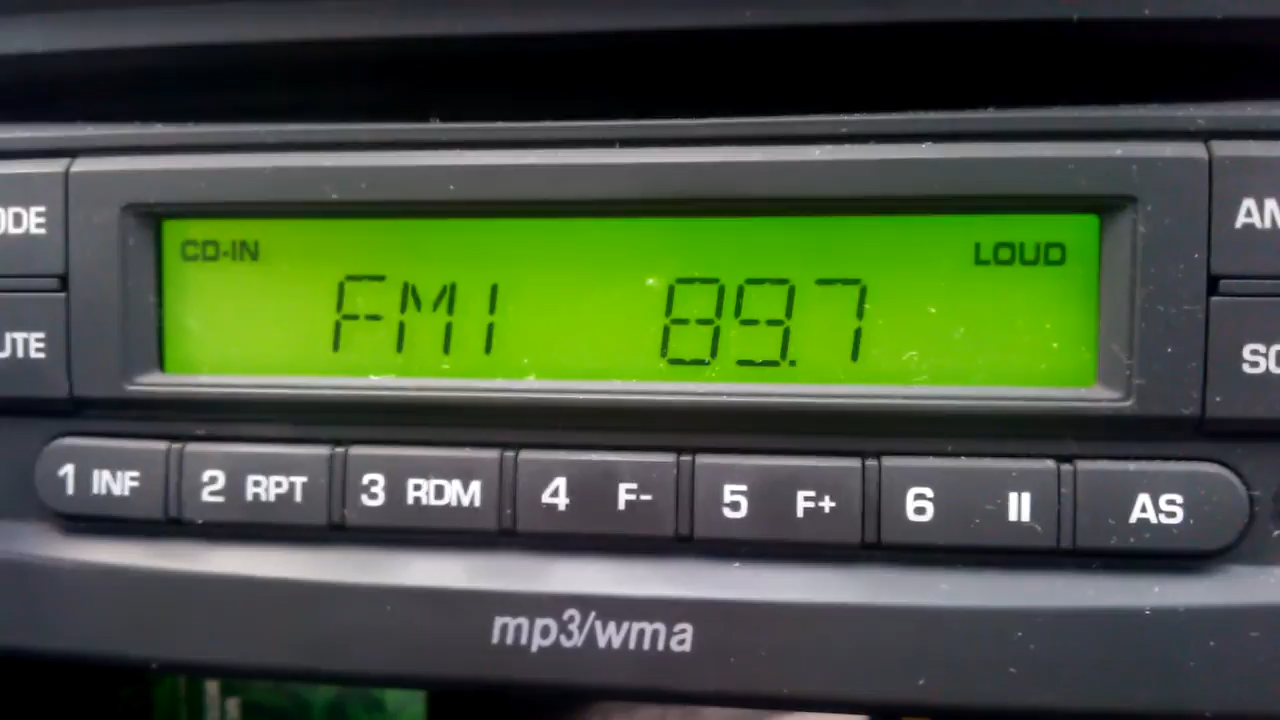 CD-IN LOUD
FM1 89.7
ODE
UTE
AM
SC
1 INF 2 RPT 3 RDM 4 F- 5 F+ 6 II AS
mp3/wma